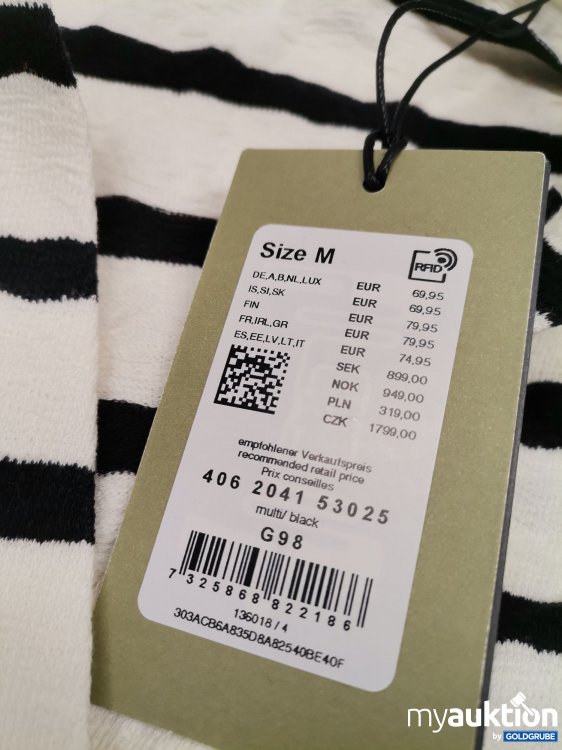 Size M
RFID
DE,A,B,NL,LUX EUR 69,95
IS,SI,SK EUR 69,95
FIN EUR 79,95
FR,IRL,GR EUR 79,95
ES,EE,LV,LT,IT EUR 74,95
SEK 899,00
NOK 949,00
PLN 319,00
CZK 1799,00
empfohlener Verkaufspreis
recommended retail price
Prix conseilles
406 2041 53025
multi/ black
G98
7 325868 822186
136018 / 4
303ACB6A835D8A82540BE40F
myauktion
by GOLDGRUBE